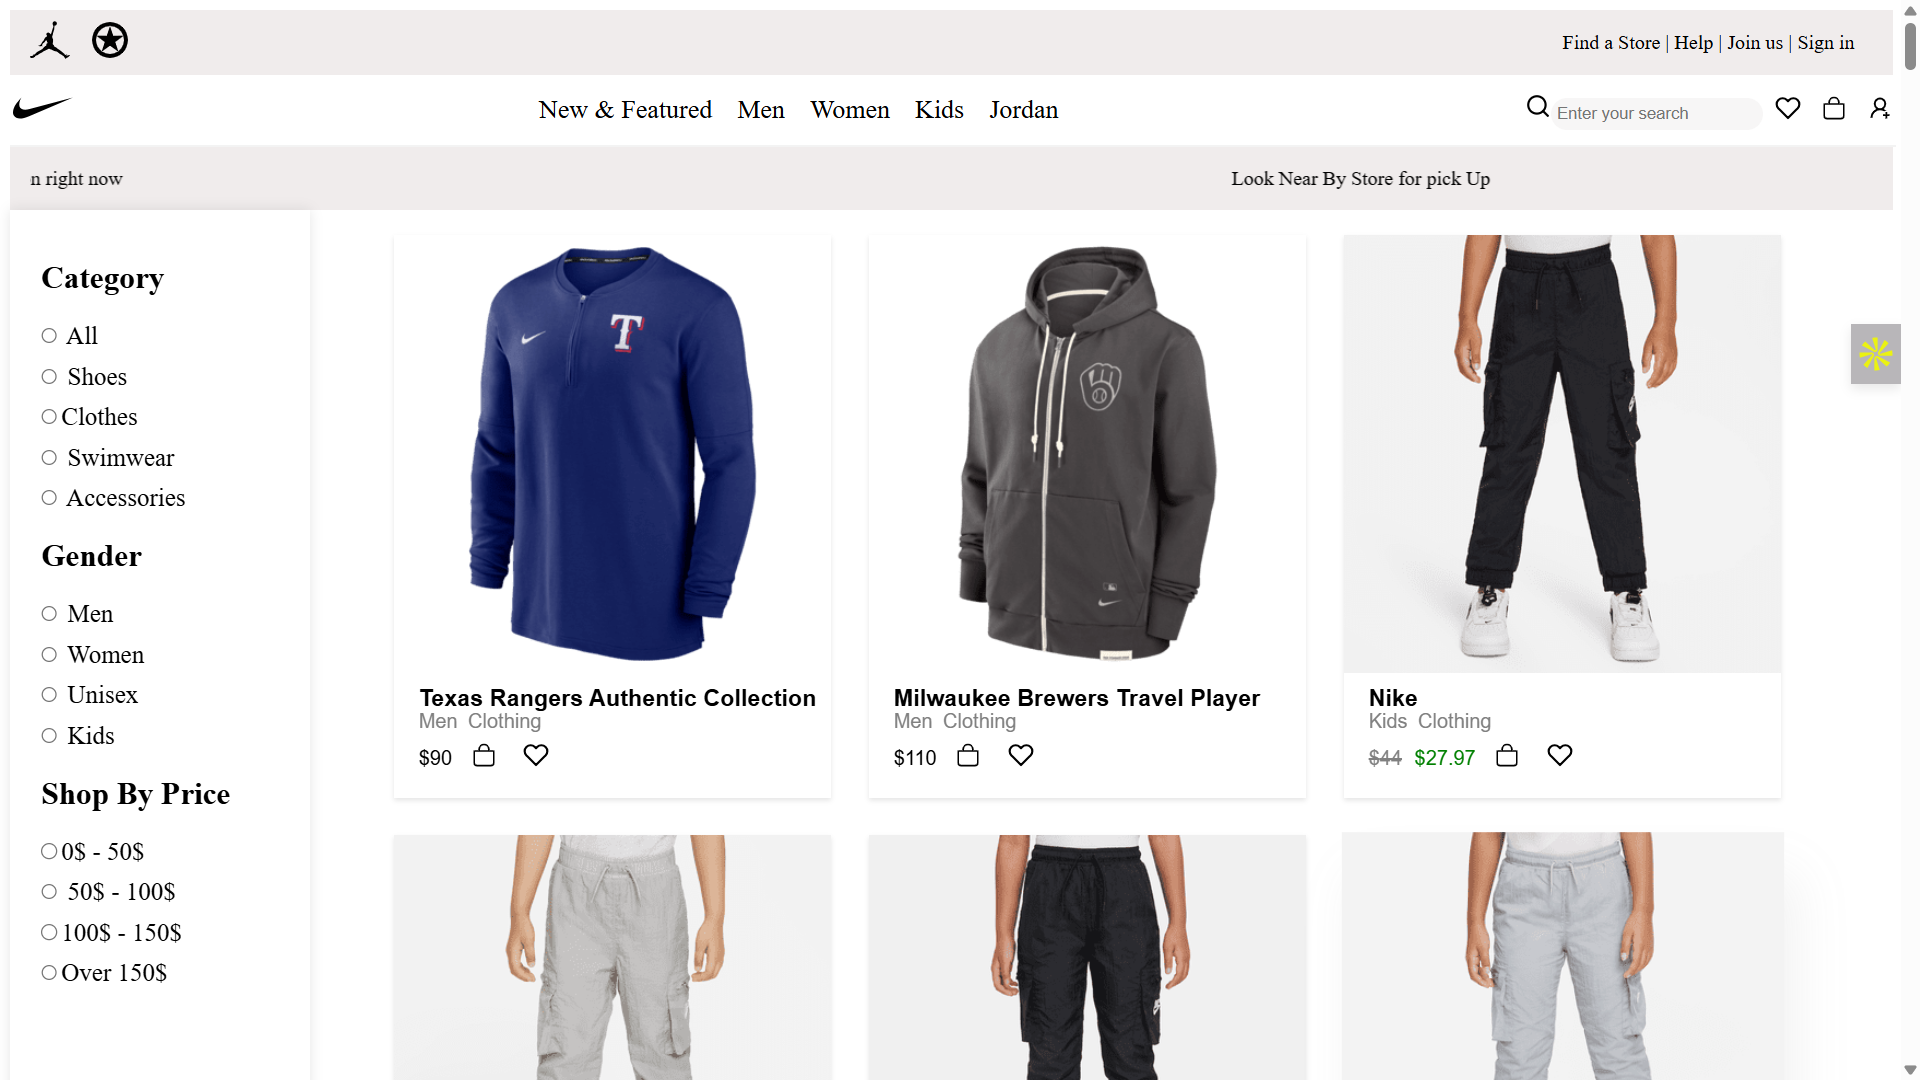 Find a Store | Help | Join us | Sign in
New & Featured Men Women Kids Jordan
Enter your search
n right now
Look Near By Store for pick Up
Category
All
Shoes
Clothes
Swimwear
Accessories
Gender
Men
Women
Unisex
Kids
Shop By Price
0$ - 50$
50$ - 100$
100$ - 150$
Over 150$
T
Texas Rangers Authentic Collection
Men Clothing
$90
Milwaukee Brewers Travel Player
Men Clothing
$110
Nike
Kids Clothing
$44 $27.97